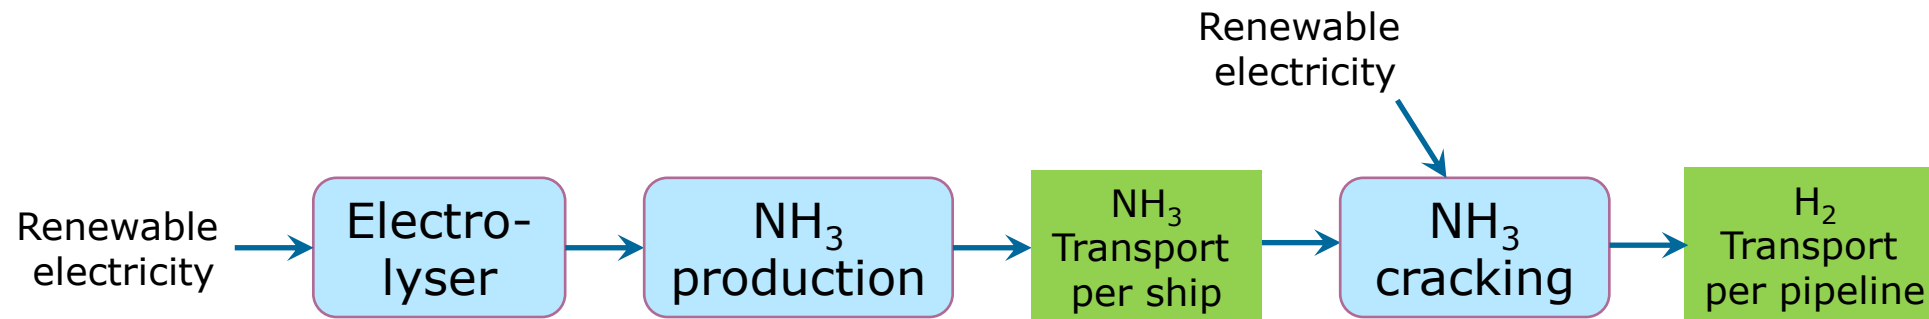 Renewable
electricity
Electro-
lyser
NH₃
production
NH₃
Transport
per ship
Renewable
electricity
NH₃
cracking
H₂
Transport
per pipeline